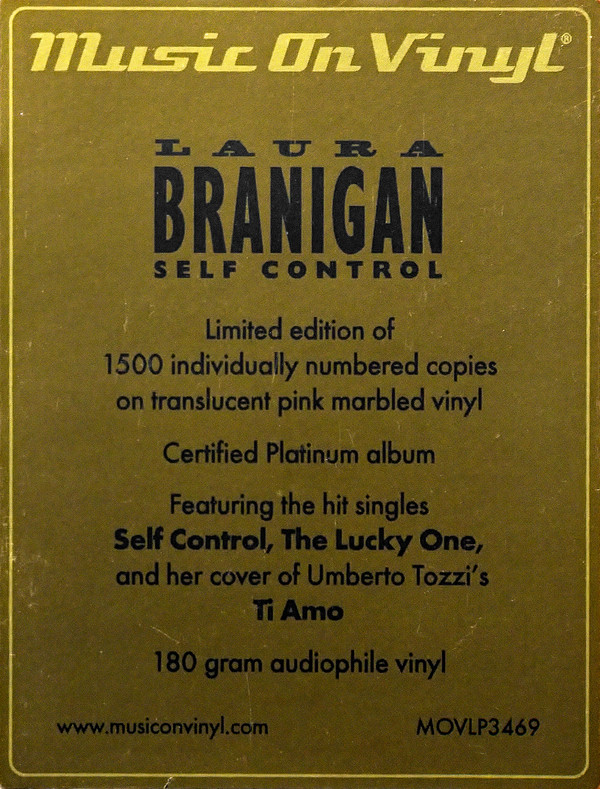 Music On Vinyl®
LAURA
BRANIGAN
SELF CONTROL
Limited edition of
1500 individually numbered copies
on translucent pink marbled vinyl
Certified Platinum album
Featuring the hit singles
Self Control, The Lucky One,
and her cover of Umberto Tozzi's
Ti Amo
180 gram audiophile vinyl
www.musiconvinyl.com
MOVLP3469